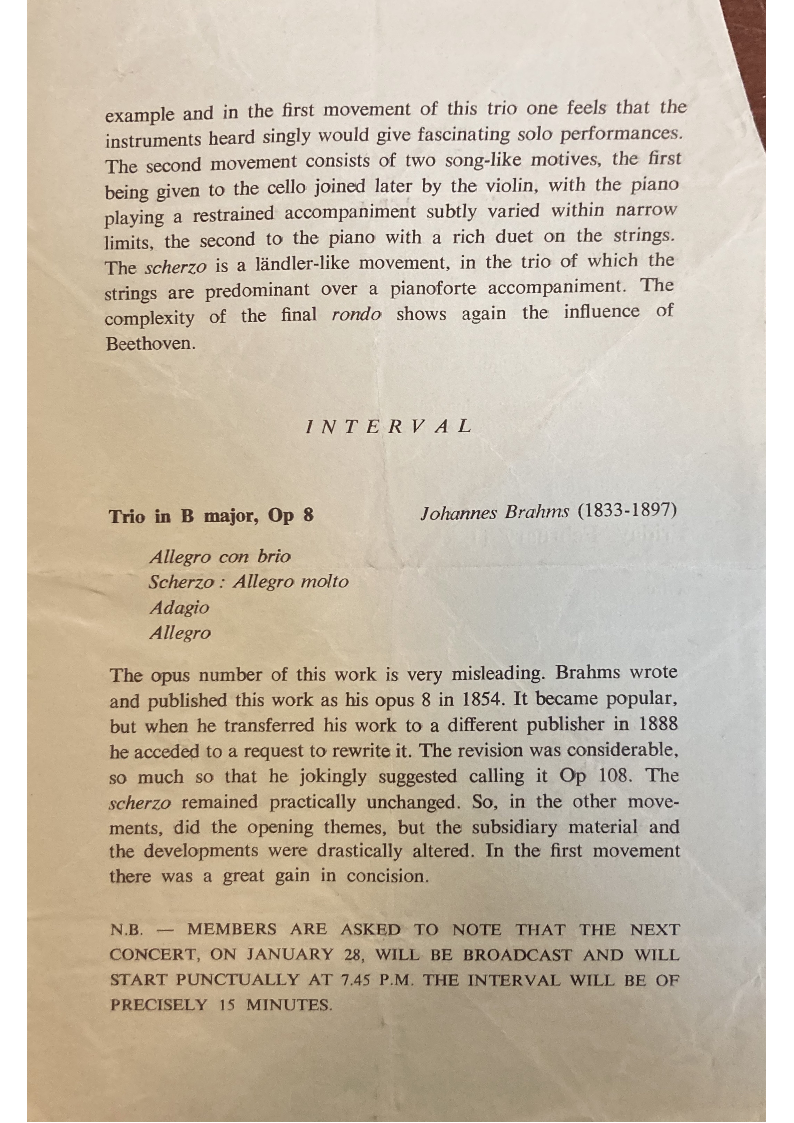 example and in the first movement of this trio one feels that the
instruments heard singly would give fascinating solo performances.
The second movement consists of two song-like motives, the first
being given to the cello joined later by the violin, with the piano
playing a restrained accompaniment subtly varied within narrow
limits, the second to the piano with a rich duet on the strings.
The scherzo is a ländler-like movement, in the trio of which the
strings are predominant over a pianoforte accompaniment. The
complexity of the final rondo shows again the influence of
Beethoven.
INTERVAL
Trio in B major, Op 8 Johannes Brahms (1833-1897)
Allegro con brio
Scherzo : Allegro molto
Adagio
Allegro
The opus number of this work is very misleading. Brahms wrote
and published this work as his opus 8 in 1854. It became popular,
but when he transferred his work to a different publisher in 1888
he acceded to a request to rewrite it. The revision was considerable,
so much so that he jokingly suggested calling it Op 108. The
scherzo remained practically unchanged. So, in the other move-
ments, did the opening themes, but the subsidiary material and
the developments were drastically altered. In the first movement
there was a great gain in concision.
N.B. — MEMBERS ARE ASKED TO NOTE THAT THE NEXT
CONCERT, ON JANUARY 28, WILL BE BROADCAST AND WILL
START PUNCTUALLY AT 7.45 P.M. THE INTERVAL WILL BE OF
PRECISELY 15 MINUTES.